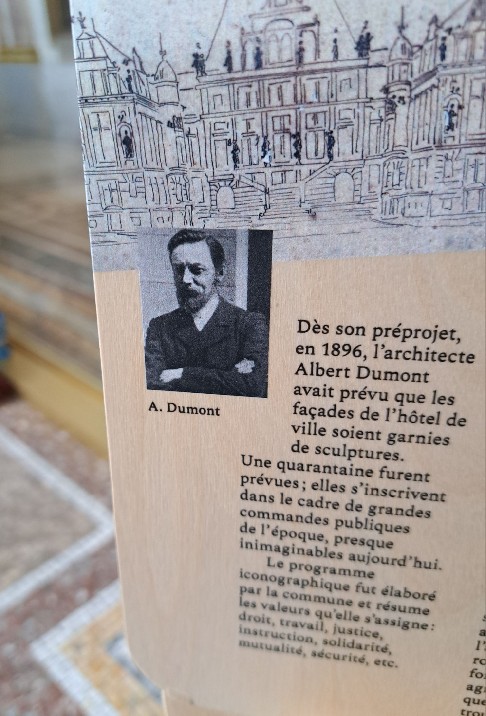 A. Dumont
Dès son préprojet,
en 1896, l'architecte
Albert Dumont
avait prévu que les
façades de l'hôtel de
ville soient garnies
de sculptures.
Une quarantaine furent
prévues ; elles s'inscrivent
dans le cadre de grandes
commandes publiques
de l'époque, presque
inimaginables aujourd'hui.
Le programme
iconographique fut élaboré
par la commune et résume
les valeurs qu'elle s'assigne :
droit, travail, justice,
instruction, solidarité,
mutualité, sécurité, etc.